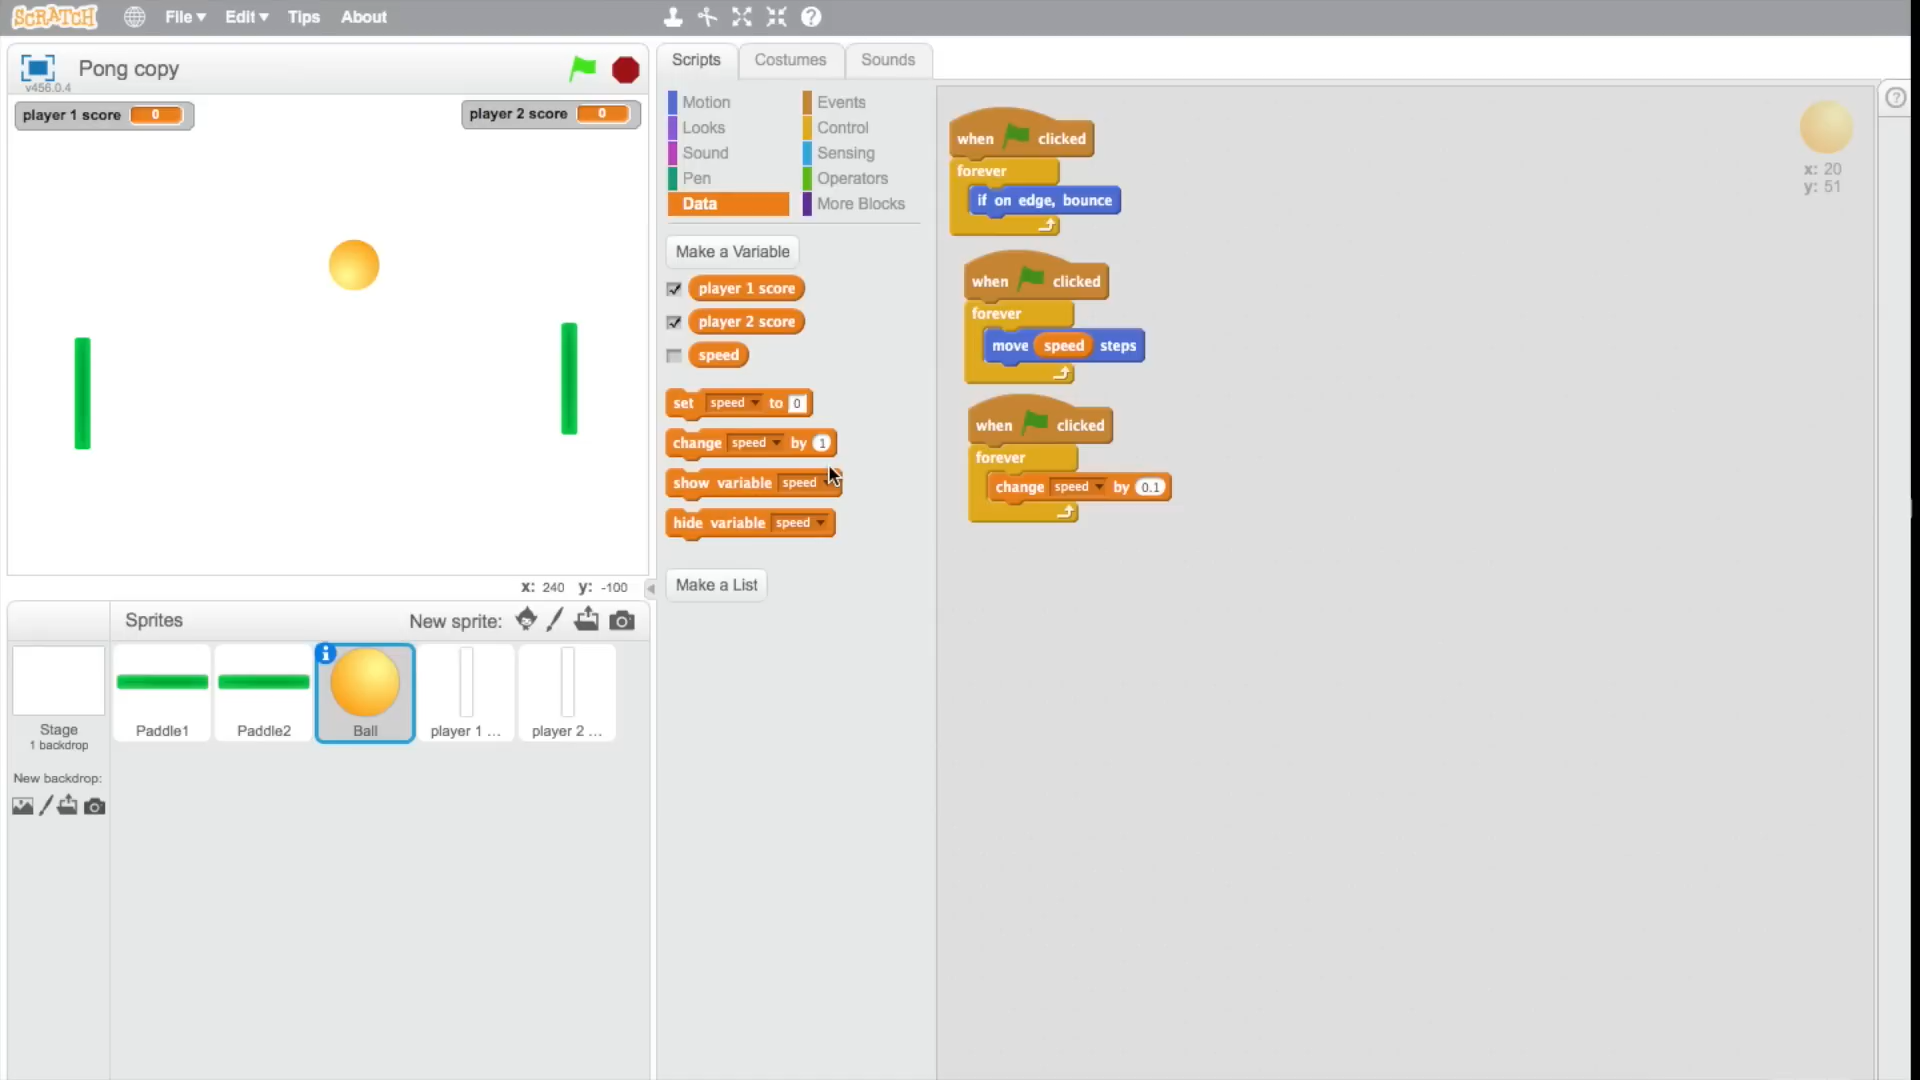 SCRATCH File Edit Tips About
Pong copy
v456.0.4
player 1 score 0
player 2 score 0
x: 240 y: -100
Sprites New sprite:
Stage
1 backdrop
New backdrop:
Paddle1
Paddle2
Ball
player 1 ...
player 2 ...
Scripts Costumes Sounds
Motion Events
Looks Control
Sound Sensing
Pen Operators
Data More Blocks
Make a Variable
player 1 score
player 2 score
speed
set speed to 0
change speed by 1
show variable speed
hide variable speed
Make a List
when clicked
forever
if on edge, bounce
when clicked
forever
move speed steps
when clicked
forever
change speed by 0.1
x: 20
y: 51